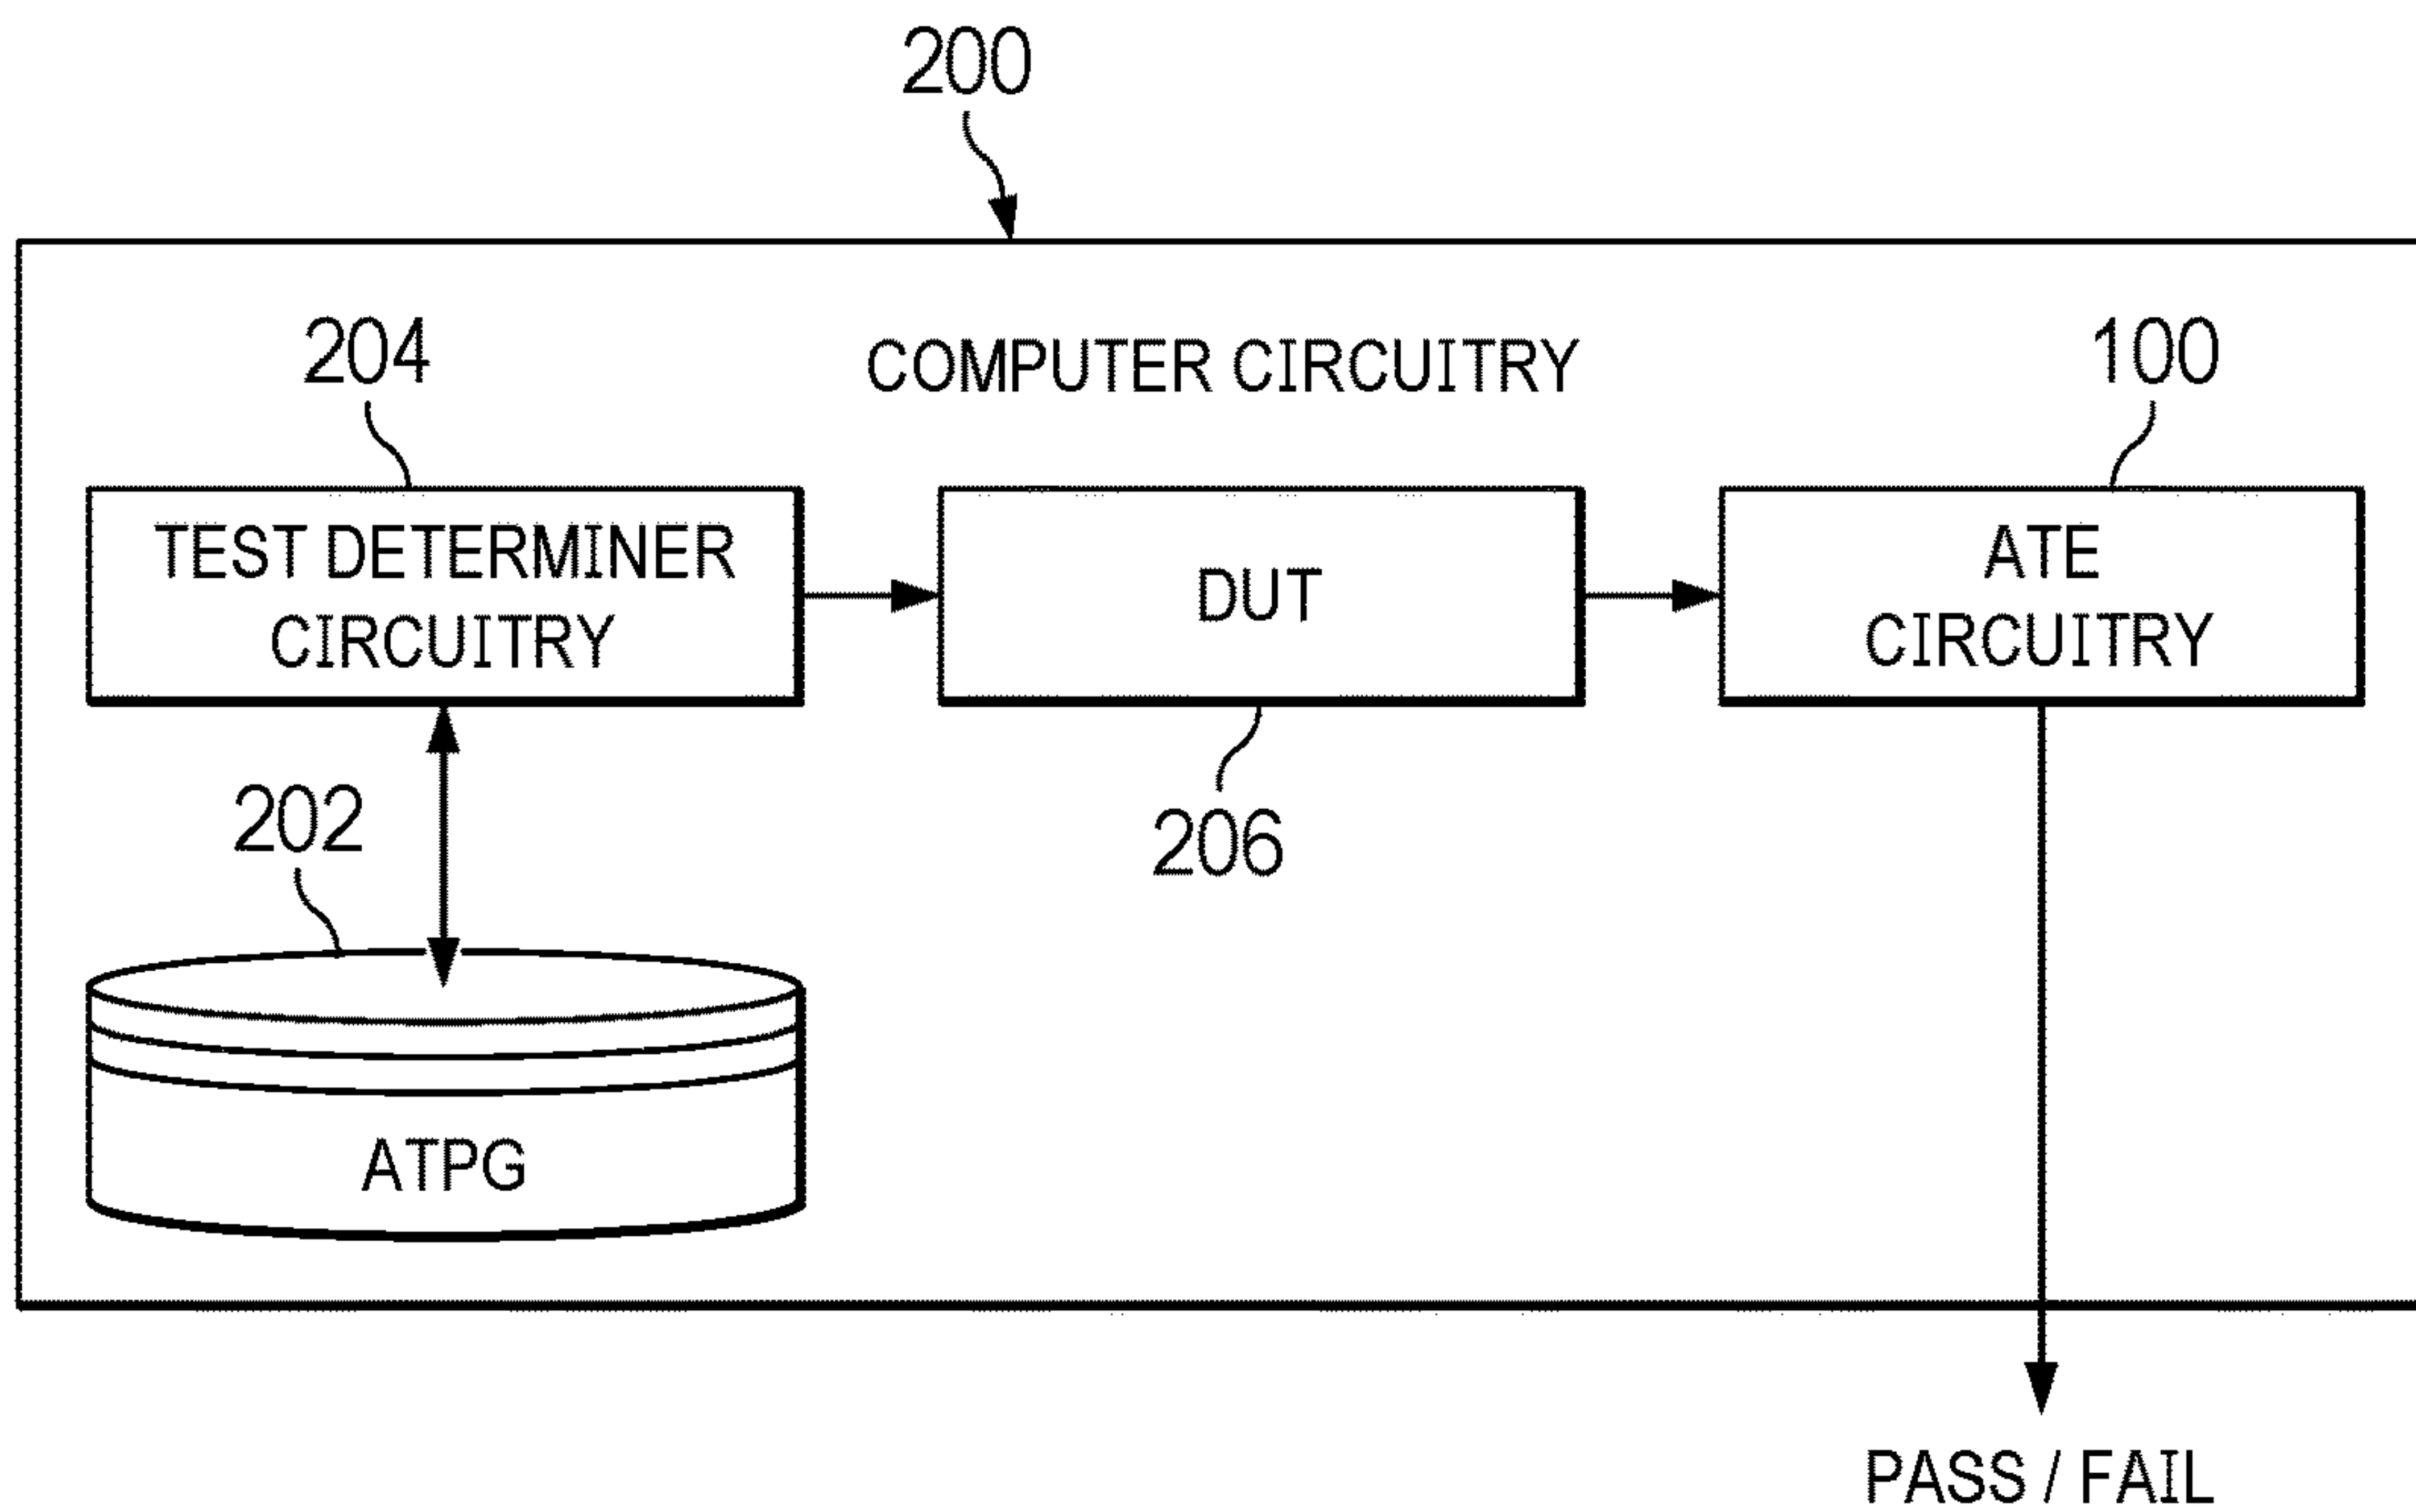 200
COMPUTER CIRCUITRY
204
100
TEST DETERMINER
CIRCUITRY
DUT
ATE
CIRCUITRY
202
206
ATPG
PASS / FAIL